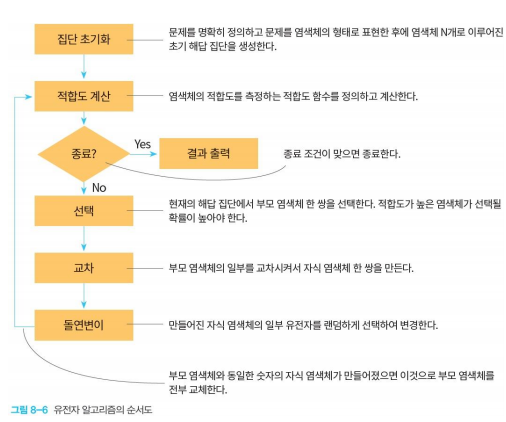 집단 초기화
문제를 명확히 정의하고 문제를 염색체의 형태로 표현한 후에 염색체 N개로 이루어진
초기 해답 집단을 생성한다.
적합도 계산
염색체의 적합도를 측정하는 적합도 함수를 정의하고 계산한다.
종료?
Yes
결과 출력
종료 조건이 맞으면 종료한다.
No
선택
현재의 해답 집단에서 부모 염색체 한 쌍을 선택한다. 적합도가 높은 염색체가 선택될
확률이 높아야 한다.
교차
부모 염색체의 일부를 교차시켜서 자식 염색체 한 쌍을 만든다.
돌연변이
만들어진 자식 염색체의 일부 유전자를 랜덤하게 선택하여 변경한다.
부모 염색체와 동일한 숫자의 자식 염색체가 만들어졌으면 이것으로 부모 염색체를
전부 교체한다.
그림 8-6 유전자 알고리즘의 순서도